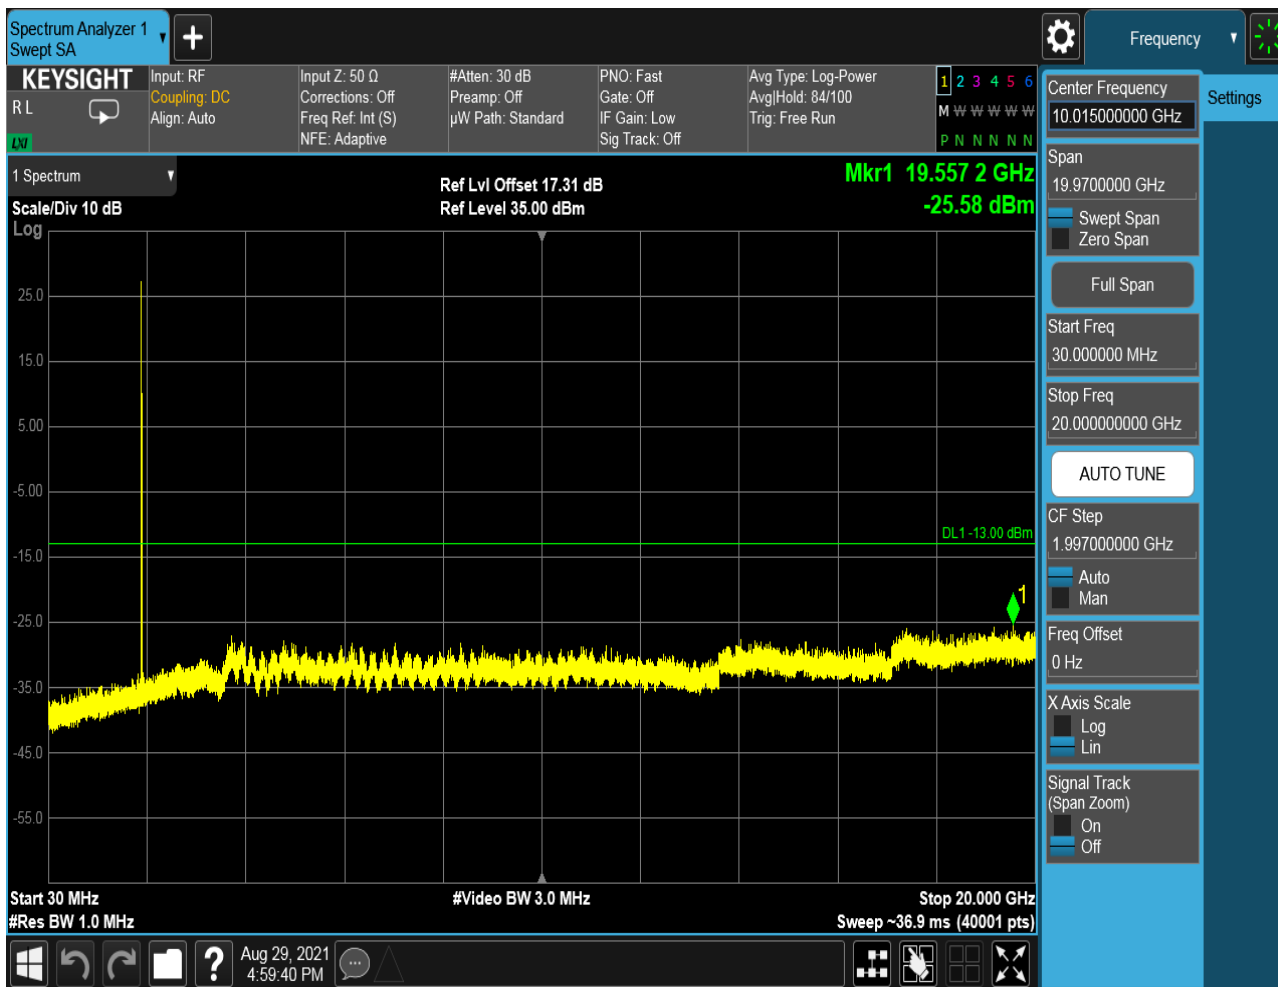 Spectrum Analyzer 1
Swept SA
Frequency
KEYSIGHT
R L
LXI
Input: RF
Coupling: DC
Align: Auto
Input Z: 50 Ω
Corrections: Off
Freq Ref: Int (S)
NFE: Adaptive
#Atten: 30 dB
Preamp: Off
µW Path: Standard
PNO: Fast
Gate: Off
IF Gain: Low
Sig Track: Off
Avg Type: Log-Power
Avg|Hold: 84/100
Trig: Free Run
1 2 3 4 5 6
M W W W W W
P N N N N N
1 Spectrum
Scale/Div 10 dB
Log
Ref Lvl Offset 17.31 dB
Ref Level 35.00 dBm
Mkr1 19.557 2 GHz
-25.58 dBm
25.0
15.0
5.00
-5.00
-15.0
-25.0
-35.0
-45.0
-55.0
DL1 -13.00 dBm
1
Start 30 MHz
#Res BW 1.0 MHz
#Video BW 3.0 MHz
Stop 20.000 GHz
Sweep ~36.9 ms (40001 pts)
Aug 29, 2021
4:59:40 PM
Center Frequency
10.015000000 GHz
Span
19.9700000 GHz
Swept Span
Zero Span
Full Span
Start Freq
30.000000 MHz
Stop Freq
20.000000000 GHz
AUTO TUNE
CF Step
1.997000000 GHz
Auto
Man
Freq Offset
0 Hz
X Axis Scale
Log
Lin
Signal Track
(Span Zoom)
On
Off
Settings